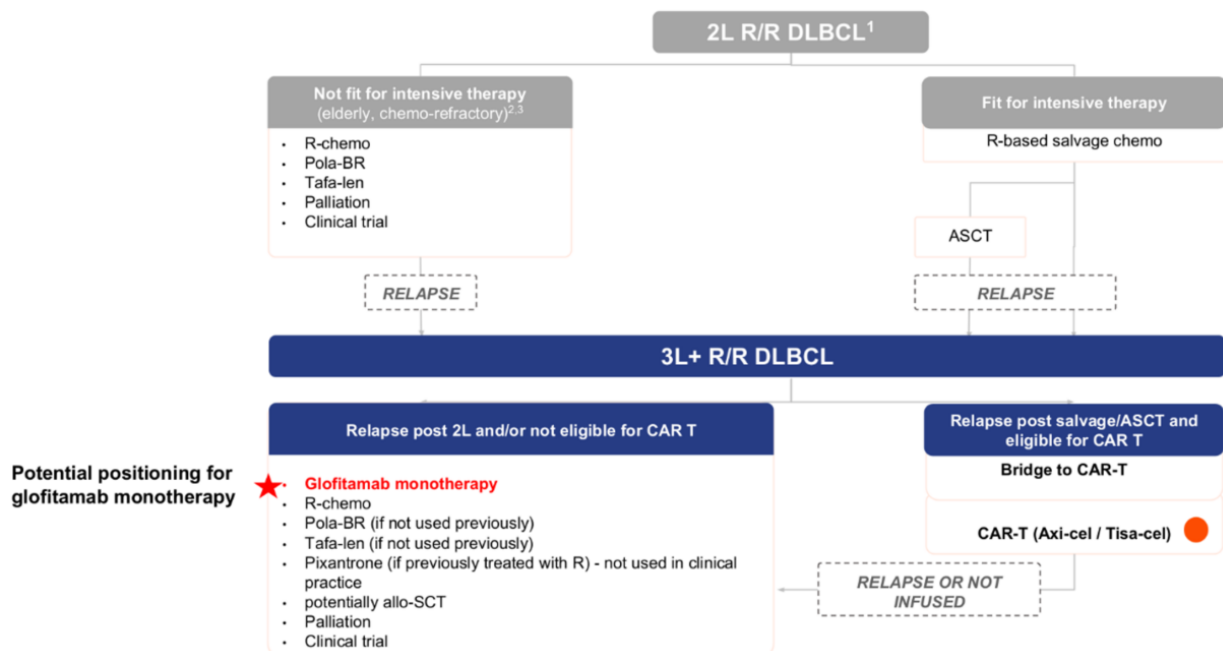 2L R/R DLBCL¹
Not fit for intensive therapy
(elderly, chemo-refractory)²,³
• R-chemo
• Pola-BR
• Tafa-len
• Palliation
• Clinical trial
Fit for intensive therapy
R-based salvage chemo
ASCT
RELAPSE
RELAPSE
3L+ R/R DLBCL
Relapse post 2L and/or not eligible for CAR T
Relapse post salvage/ASCT and
eligible for CAR T
Potential positioning for
glofitamab monotherapy
• Glofitamab monotherapy
• R-chemo
• Pola-BR (if not used previously)
• Tafa-len (if not used previously)
• Pixantrone (if previously treated with R) - not used in clinical
practice
• potentially allo-SCT
• Palliation
• Clinical trial
Bridge to CAR-T
CAR-T (Axi-cel / Tisa-cel)
RELAPSE OR NOT
INFUSED